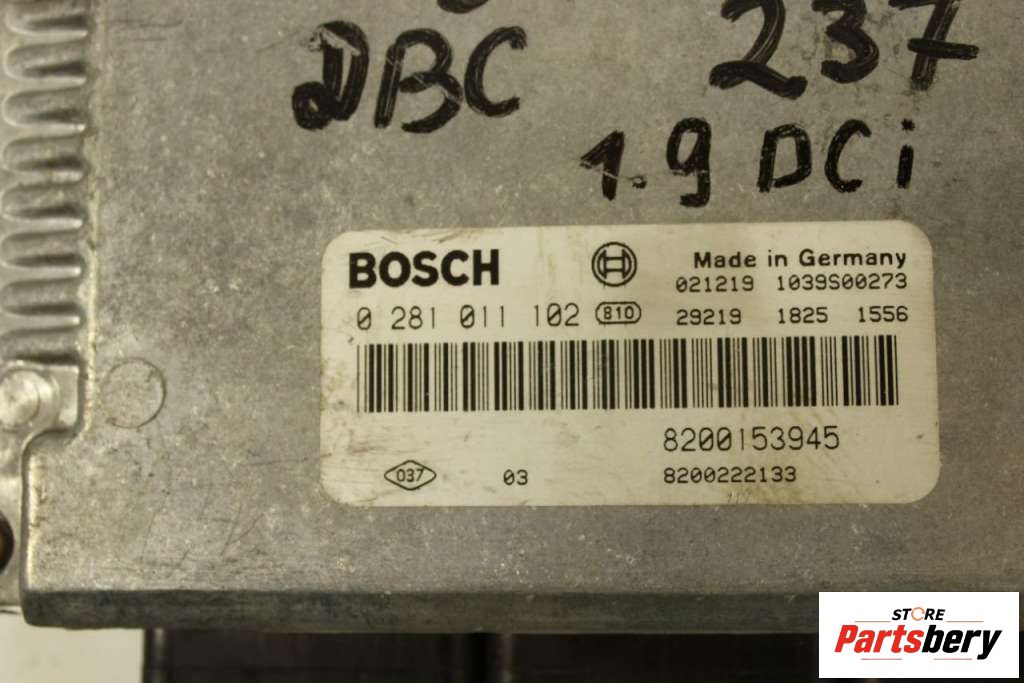 DBC 237
1.9 DCi
BOSCH Made in Germany
021219 1039S00273
0 281 011 102 810 29219 1825 1556
8200153945
037 03 8200222133
STORE
Partsbery